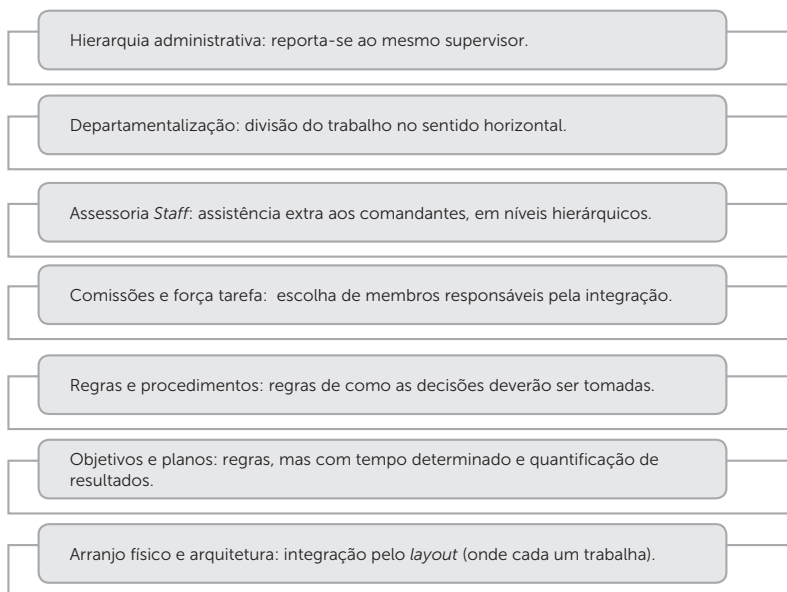 Hierarquia administrativa: reporta-se ao mesmo supervisor.
Departamentalização: divisão do trabalho no sentido horizontal.
Assessoria Staff: assistência extra aos comandantes, em níveis hierárquicos.
Comissões e força tarefa: escolha de membros responsáveis pela integração.
Regras e procedimentos: regras de como as decisões deverão ser tomadas.
Objetivos e planos: regras, mas com tempo determinado e quantificação de
resultados.
Arranjo físico e arquitetura: integração pelo layout (onde cada um trabalha).